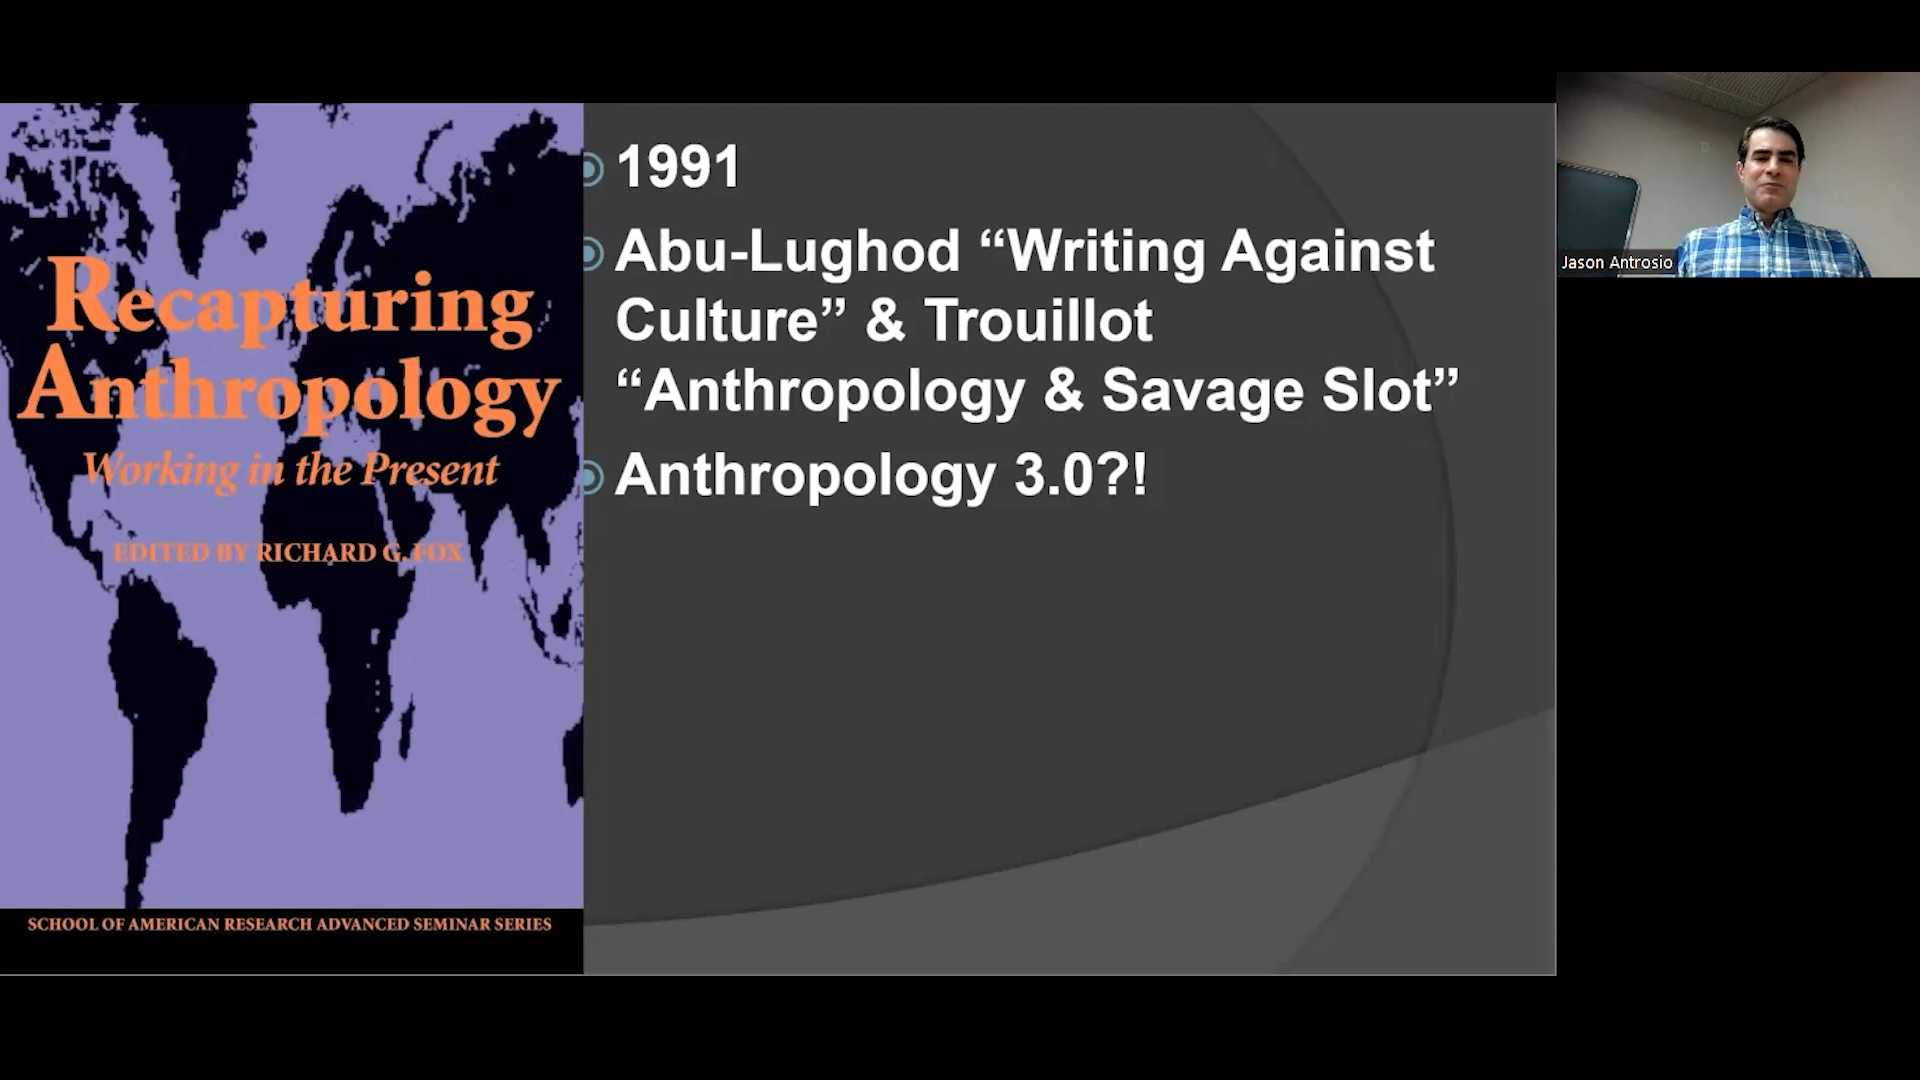 Recapturing
Anthropology
Working in the Present
EDITED BY RICHARD G. FOX
SCHOOL OF AMERICAN RESEARCH ADVANCED SEMINAR SERIES
1991
Abu-Lughod “Writing Against
Culture” & Trouillot
“Anthropology & Savage Slot”
Anthropology 3.0?!
Jason Antrosio